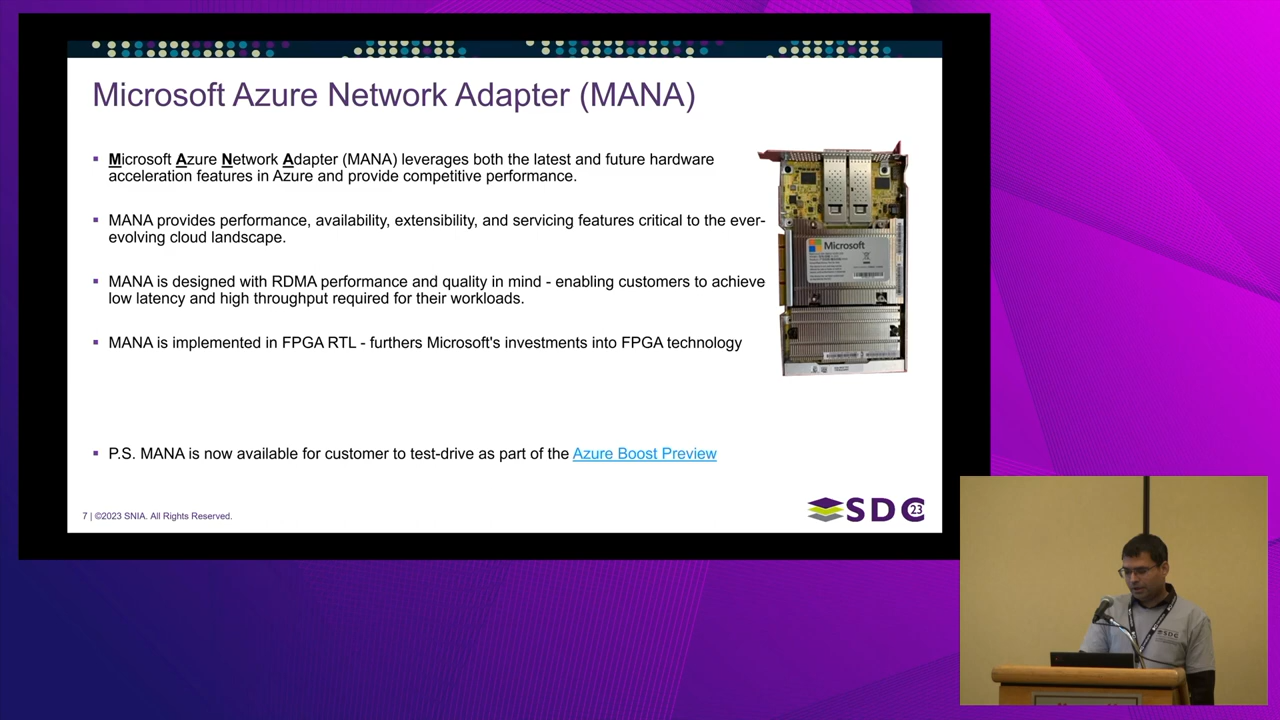 Microsoft Azure Network Adapter (MANA)
▪ Microsoft Azure Network Adapter (MANA) leverages both the latest and future hardware
acceleration features in Azure and provide competitive performance.
▪ MANA provides performance, availability, extensibility, and servicing features critical to the ever-
evolving cloud landscape.
▪ MANA is designed with RDMA performance and quality in mind - enabling customers to achieve
low latency and high throughput required for their workloads.
▪ MANA is implemented in FPGA RTL - furthers Microsoft's investments into FPGA technology
Microsoft
▪ P.S. MANA is now available for customer to test-drive as part of the Azure Boost Preview
7 | ©2023 SNIA. All Rights Reserved.
SDC 23
SDC